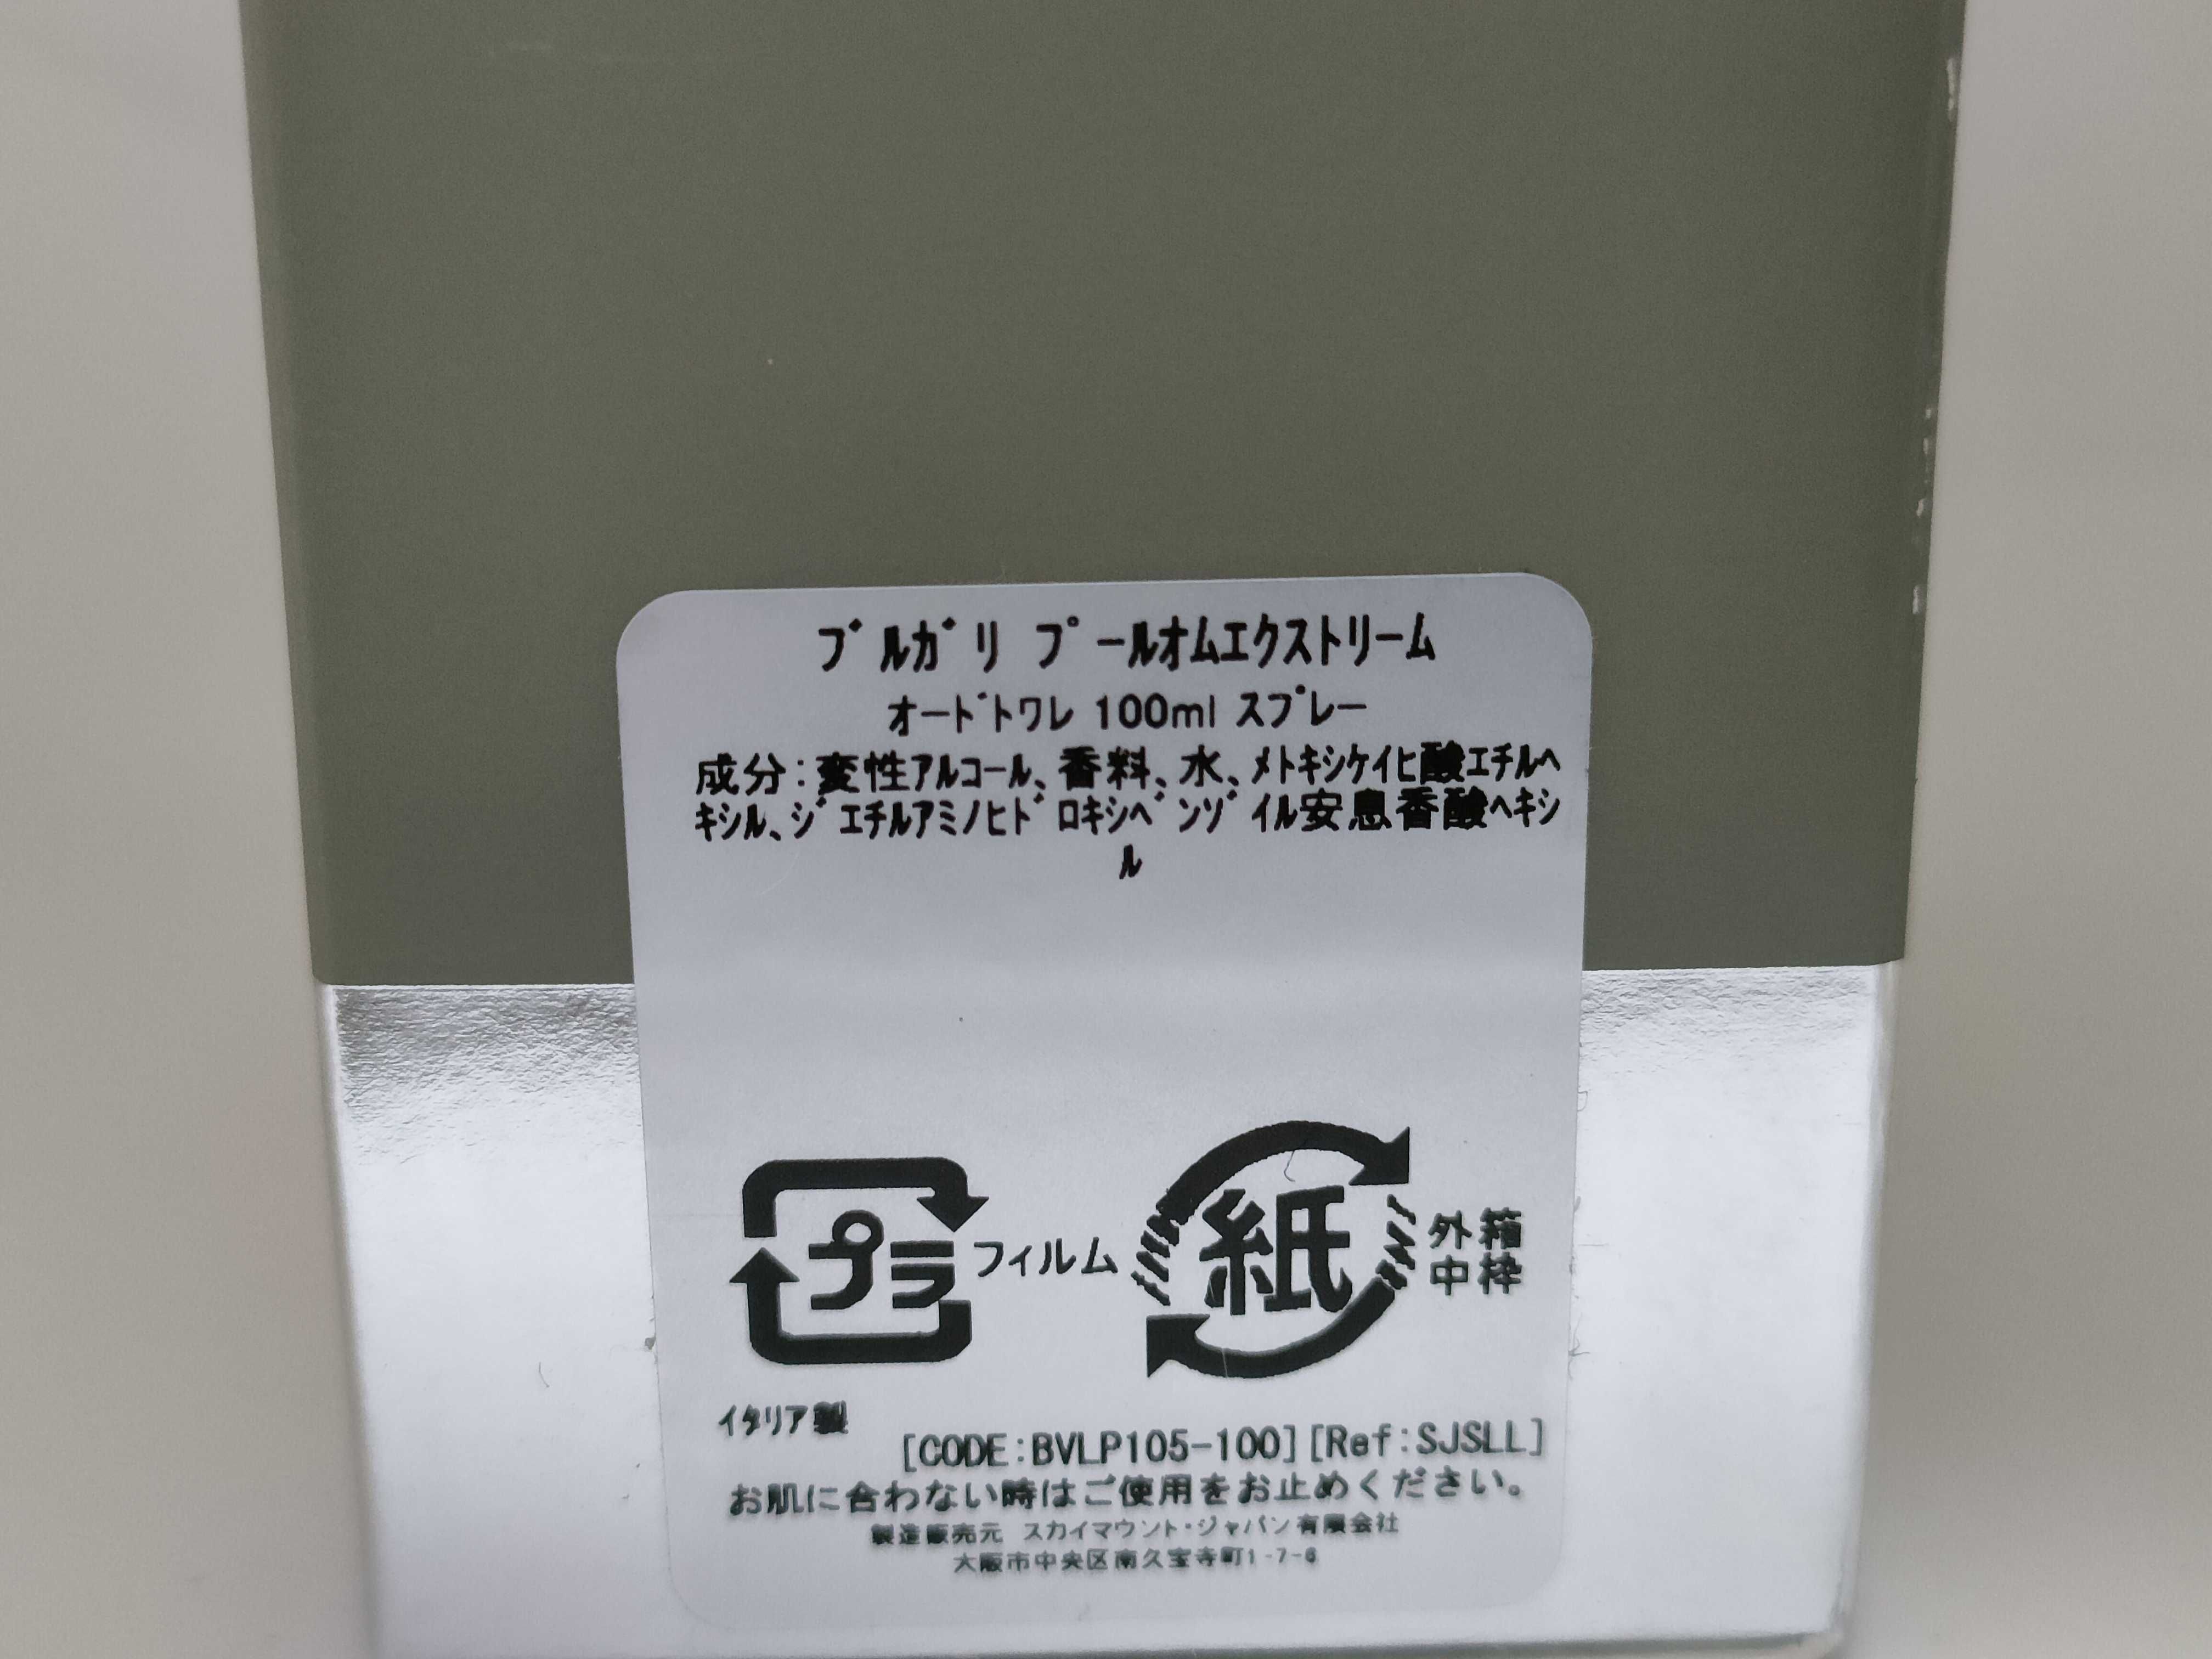 ﾌﾞﾙｶﾞﾘ ﾌﾟｰﾙｵﾑｴｸｽﾄﾘｰﾑ
ｵｰﾄﾞﾄﾜﾚ 100ml ｽﾌﾟﾚｰ
成分:変性ｱﾙｺｰﾙ、香料、水、ﾒﾄｷｼｹｲﾋ酸ｴﾁﾙﾍ
ｷｼﾙ、ｼﾞｴﾁﾙｱﾐﾉﾋﾄﾞﾛｷｼﾍﾞﾝｿﾞｲﾙ安息香酸ﾍｷｼ
ﾙ
プラ フィルム
紙 外箱
中枠
ｲﾀﾘｱ製
[CODE:BVLP105-100][Ref:SJSLL]
お肌に合わない時はご使用をお止めください。
製造販売元 スカイマウント・ジャパン有限会社
大阪市中央区南久宝寺町1-7-6